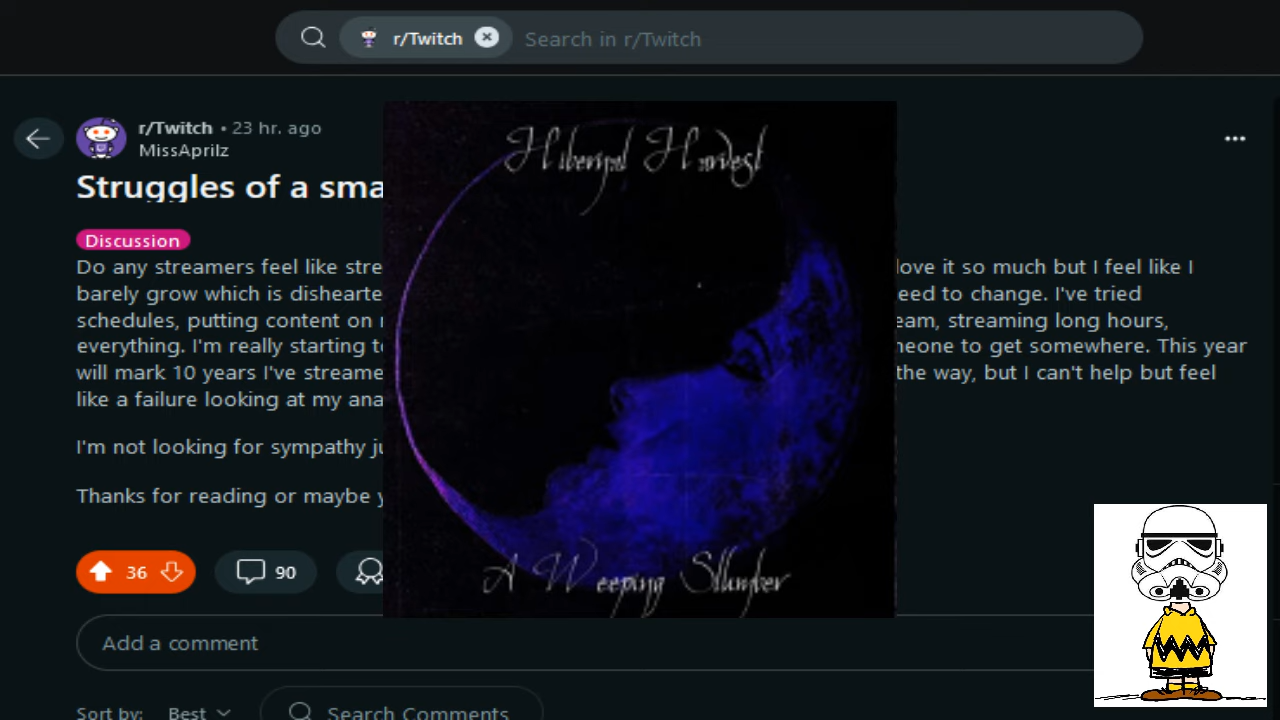 r/Twitch
Search in r/Twitch
r/Twitch • 23 hr. ago
MissAprilz
Struggles of a sma
Discussion
Do any streamers feel like stre
love it so much but I feel like I
barely grow which is dishearte
eed to change. I've tried
schedules, putting content on
eam, streaming long hours,
everything. I'm really starting to
neone to get somewhere. This year
will mark 10 years I've streame
the way, but I can't help but feel
like a failure looking at my ana
I'm not looking for sympathy ju
Thanks for reading or maybe y
Hibernal Harvest
A Weeping Sllumber
36
90
Add a comment
Sort by: Best
Search Comments